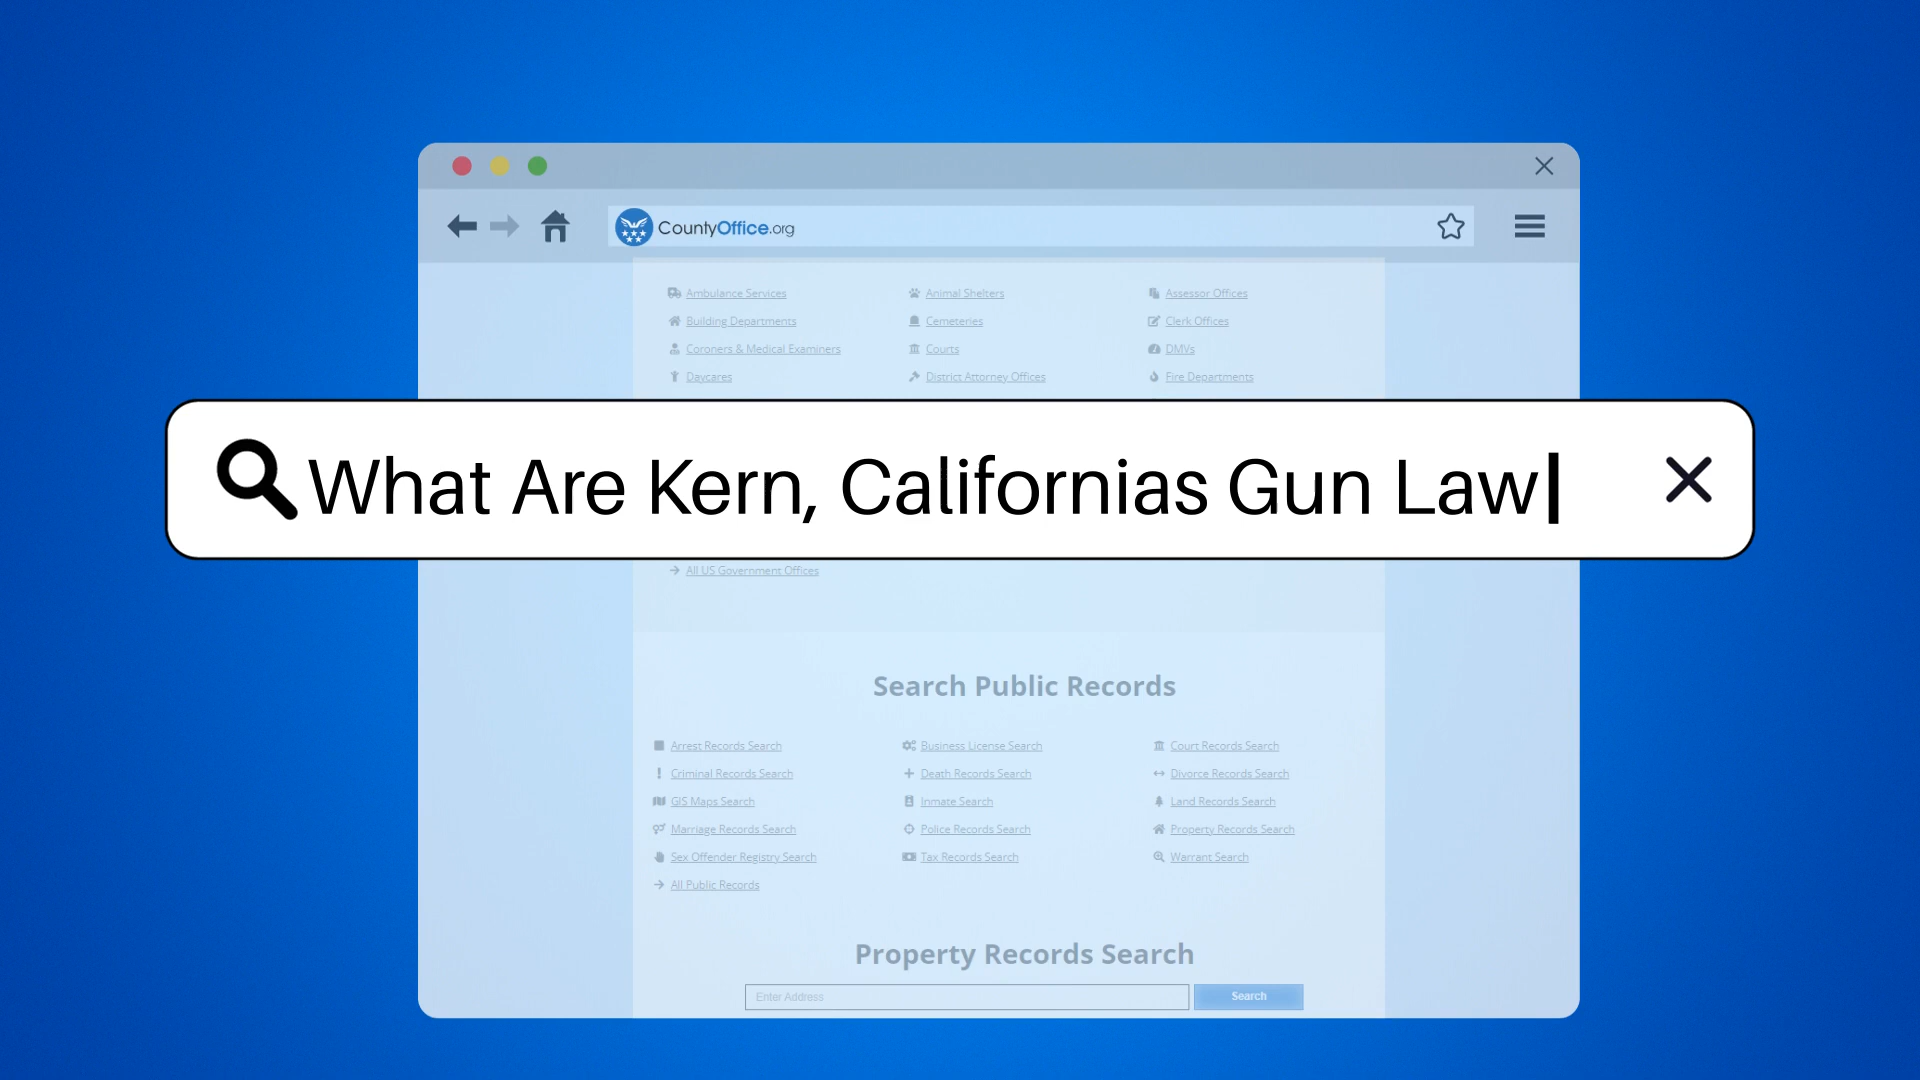 CountyOffice.org
Ambulance Services Animal Shelters Assessor Offices
Building Departments Cemeteries Clerk Offices
Coroners & Medical Examiners Courts DMVs
Daycares District Attorney Offices Fire Departments
What Are Kern, Californias Gun Law
All US Government Offices
Search Public Records
Arrest Records Search Business License Search Court Records Search
Criminal Records Search Death Records Search Divorce Records Search
GIS Maps Search Inmate Search Land Records Search
Marriage Records Search Police Records Search Property Records Search
Sex Offender Registry Search Tax Records Search Warrant Search
All Public Records
Property Records Search
Enter Address Search